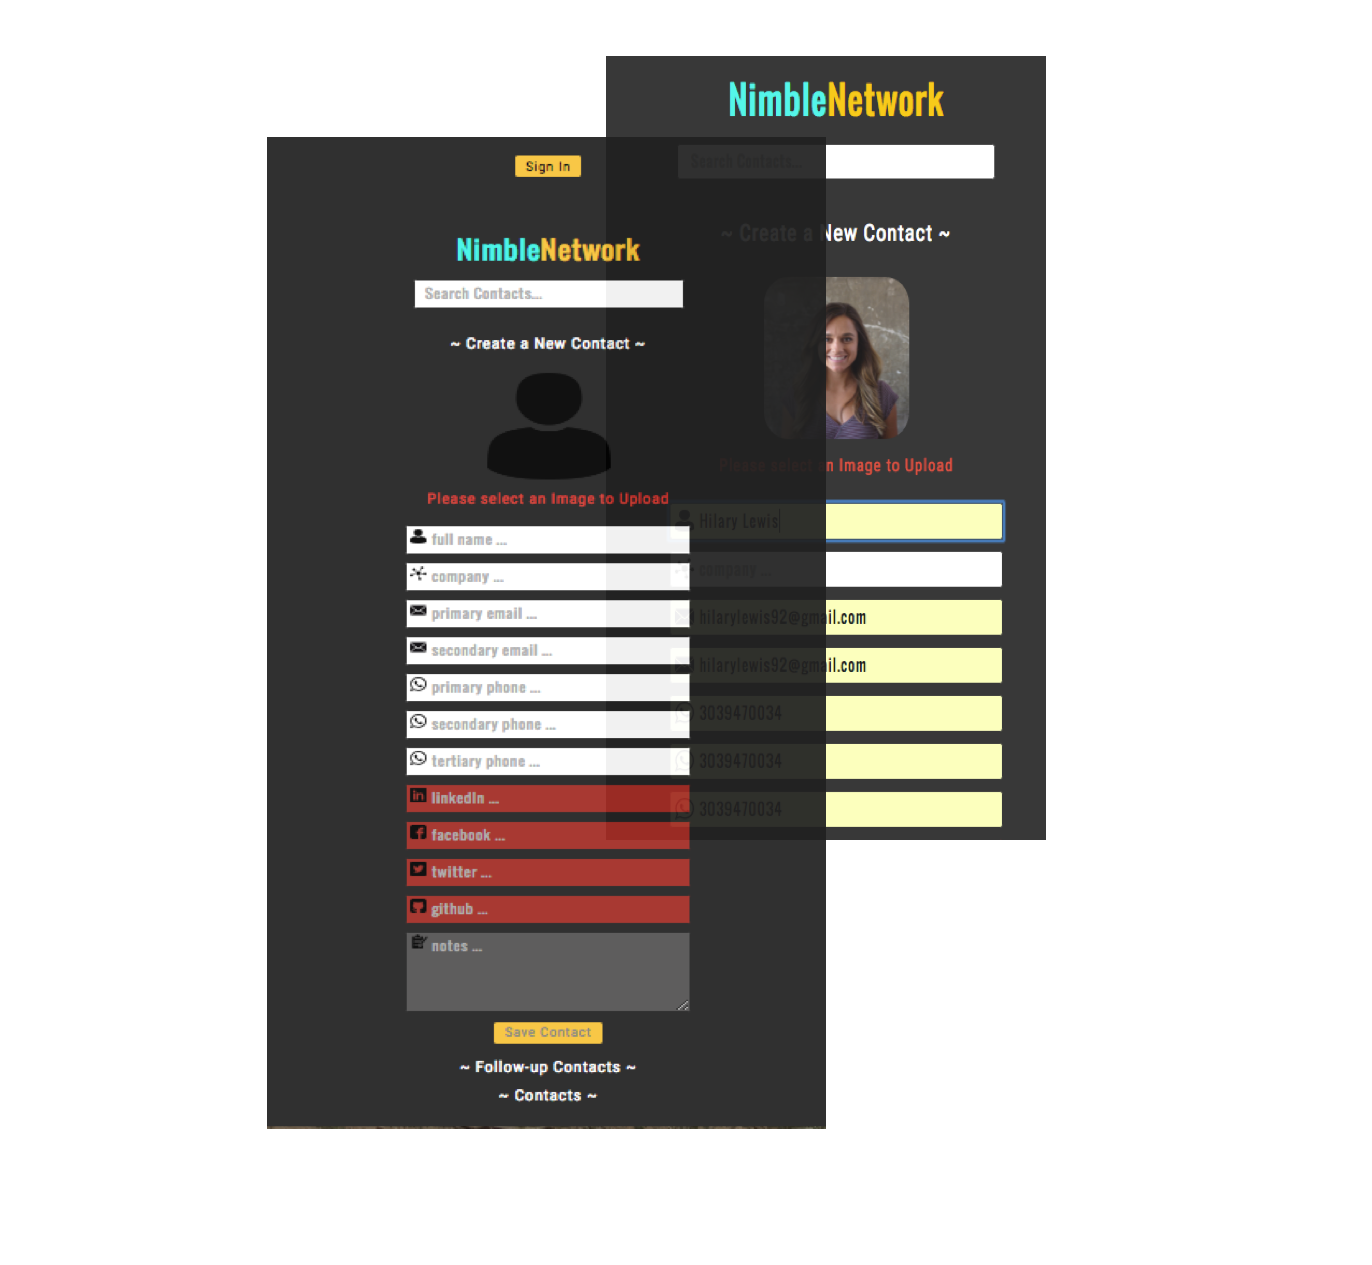 NimbleNetwork
Search Contacts...
~ Create a New Contact ~
Please select an Image to Upload
Hilary Lewis
company ...
hilarylewis92@gmail.com
hilarylewis92@gmail.com
3039470034
3039470034
3039470034
Sign In
NimbleNetwork
Search Contacts...
~ Create a New Contact ~
Please select an Image to Upload
full name ...
company ...
primary email ...
secondary email ...
primary phone ...
secondary phone ...
tertiary phone ...
linkedIn ...
facebook ...
twitter ...
github ...
notes ...
Save Contact
~ Follow-up Contacts ~
~ Contacts ~